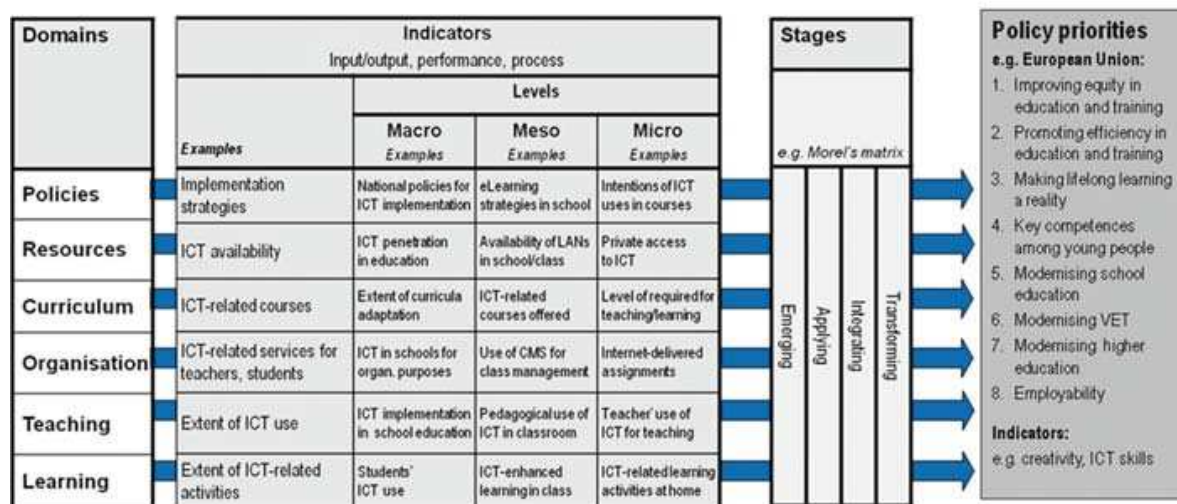 Domains
Indicators
Input/output, performance, process
Levels
Examples
Macro
Examples
Meso
Examples
Micro
Examples
Stages
e.g. Morel's matrix
Policies
Implementation
strategies
National policies for
ICT implementation
eLearning
strategies in school
Intentions of ICT
uses in courses
Resources
ICT availability
ICT penetration
in education
Availability of LANs
in school/class
Private access
to ICT
Curriculum
ICT-related courses
Extent of curricula
adaptation
ICT-related
courses offered
Level of required for
teaching/learning
Organisation
ICT-related services for
teachers, students
ICT in schools for
organ. purposes
Use of CMS for
class management
Internet-delivered
assignments
Teaching
Extent of ICT use
ICT implementation
in school education
Pedagogical use of
ICT in classroom
Teacher' use of
ICT for teaching
Learning
Extent of ICT-related
activities
Students'
ICT use
ICT-enhanced
learning in class
ICT-related learning
activities at home
Emerging
Applying
Integrating
Transforming
Policy priorities
e.g. European Union:
1. Improving equity in
education and training
2. Promoting efficiency in
education and training
3. Making lifelong learning
a reality
4. Key competences
among young people
5. Modernising school
education
6. Modernising VET
7. Modernising higher
education
8. Employability
Indicators:
e.g. creativity, ICT skills